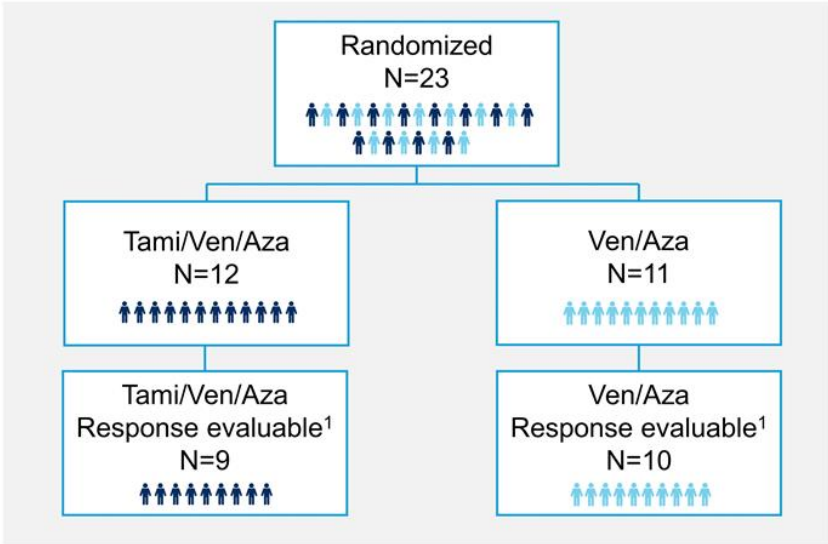 Randomized
N=23
Tami/Ven/Aza
N=12
Ven/Aza
N=11
Tami/Ven/Aza
Response evaluable¹
N=9
Ven/Aza
Response evaluable¹
N=10